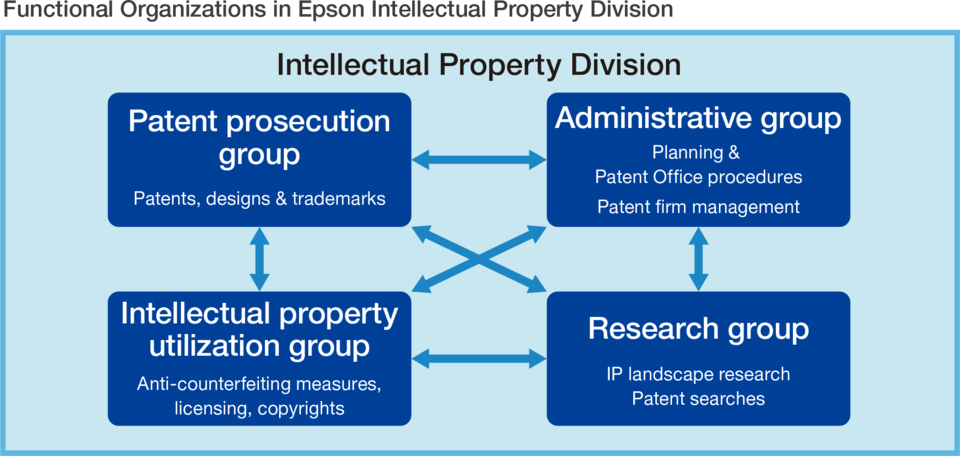 Functional Organizations in Epson Intellectual Property Division
Intellectual Property Division
Patent prosecution
group
Patents, designs & trademarks
Administrative group
Planning &
Patent Office procedures
Patent firm management
Intellectual property
utilization group
Anti-counterfeiting measures,
licensing, copyrights
Research group
IP landscape research
Patent searches